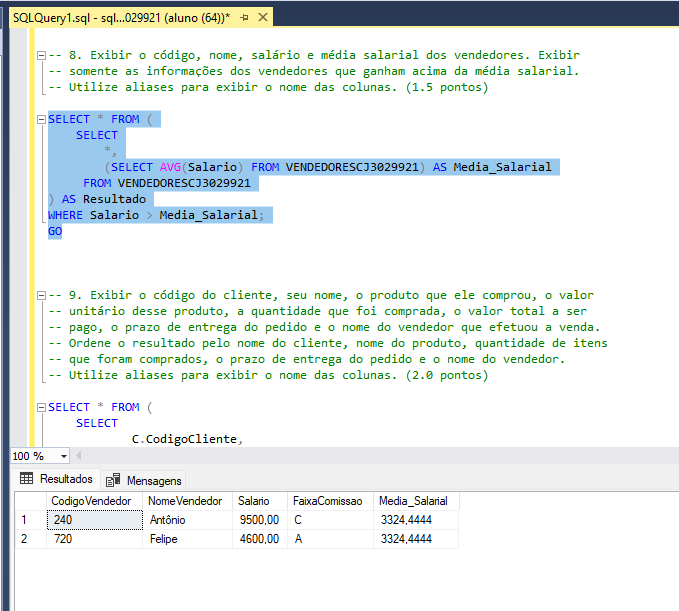 SQLQuery1.sql - sql...029921 (aluno (64))*
-- 8. Exibir o código, nome, salário e média salarial dos vendedores. Exibir
-- somente as informações dos vendedores que ganham acima da média salarial.
-- Utilize aliases para exibir o nome das colunas. (1.5 pontos)
SELECT * FROM (
SELECT
*,
(SELECT AVG(Salario) FROM VENDEDORESCJ3029921) AS Media_Salarial
FROM VENDEDORESCJ3029921
) AS Resultado
WHERE Salario > Media_Salarial;
GO
-- 9. Exibir o código do cliente, seu nome, o produto que ele comprou, o valor
-- unitário desse produto, a quantidade que foi comprada, o valor total a ser
-- pago, o prazo de entrega do pedido e o nome do vendedor que efetuou a venda.
-- Ordene o resultado pelo nome do cliente, nome do produto, quantidade de itens
-- que foram comprados, o prazo de entrega do pedido e o nome do vendedor.
-- Utilize aliases para exibir o nome das colunas. (2.0 pontos)
SELECT * FROM (
SELECT
C.CodigoCliente,
100 %
Resultados Mensagens
CodigoVendedor NomeVendedor Salario FaixaComissao Media_Salarial
1 240 Antônio 9500,00 C 3324,4444
2 720 Felipe 4600,00 A 3324,4444